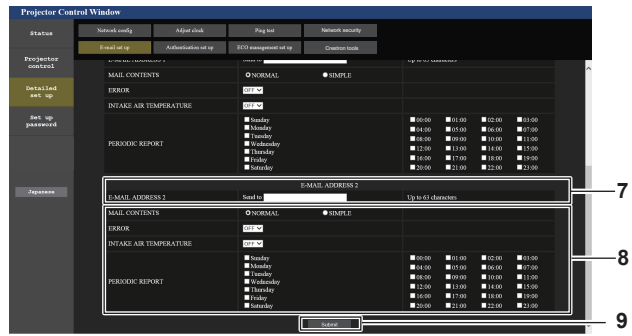 Projector Control Window
Status
Network config
Adjust clock
Ping test
Network security
E-mail set up
Authentication set up
ECO management set up
Crestron tools
Projector control
Detailed set up
Set up password
Japanese
E-MAIL ADDRESS 1 Send to Up to 63 characters
MAIL CONTENTS NORMAL SIMPLE
ERROR OFF
INTAKE AIR TEMPERATURE OFF
PERIODIC REPORT
Sunday
Monday
Tuesday
Wednesday
Thursday
Friday
Saturday
00:00 01:00 02:00 03:00
04:00 05:00 06:00 07:00
08:00 09:00 10:00 11:00
12:00 13:00 14:00 15:00
16:00 17:00 18:00 19:00
20:00 21:00 22:00 23:00
E-MAIL ADDRESS 2
E-MAIL ADDRESS 2 Send to Up to 63 characters
7
MAIL CONTENTS NORMAL SIMPLE
ERROR OFF
INTAKE AIR TEMPERATURE OFF
8
PERIODIC REPORT
Sunday
Monday
Tuesday
Wednesday
Thursday
Friday
Saturday
00:00 01:00 02:00 03:00
04:00 05:00 06:00 07:00
08:00 09:00 10:00 11:00
12:00 13:00 14:00 15:00
16:00 17:00 18:00 19:00
20:00 21:00 22:00 23:00
Submit
9